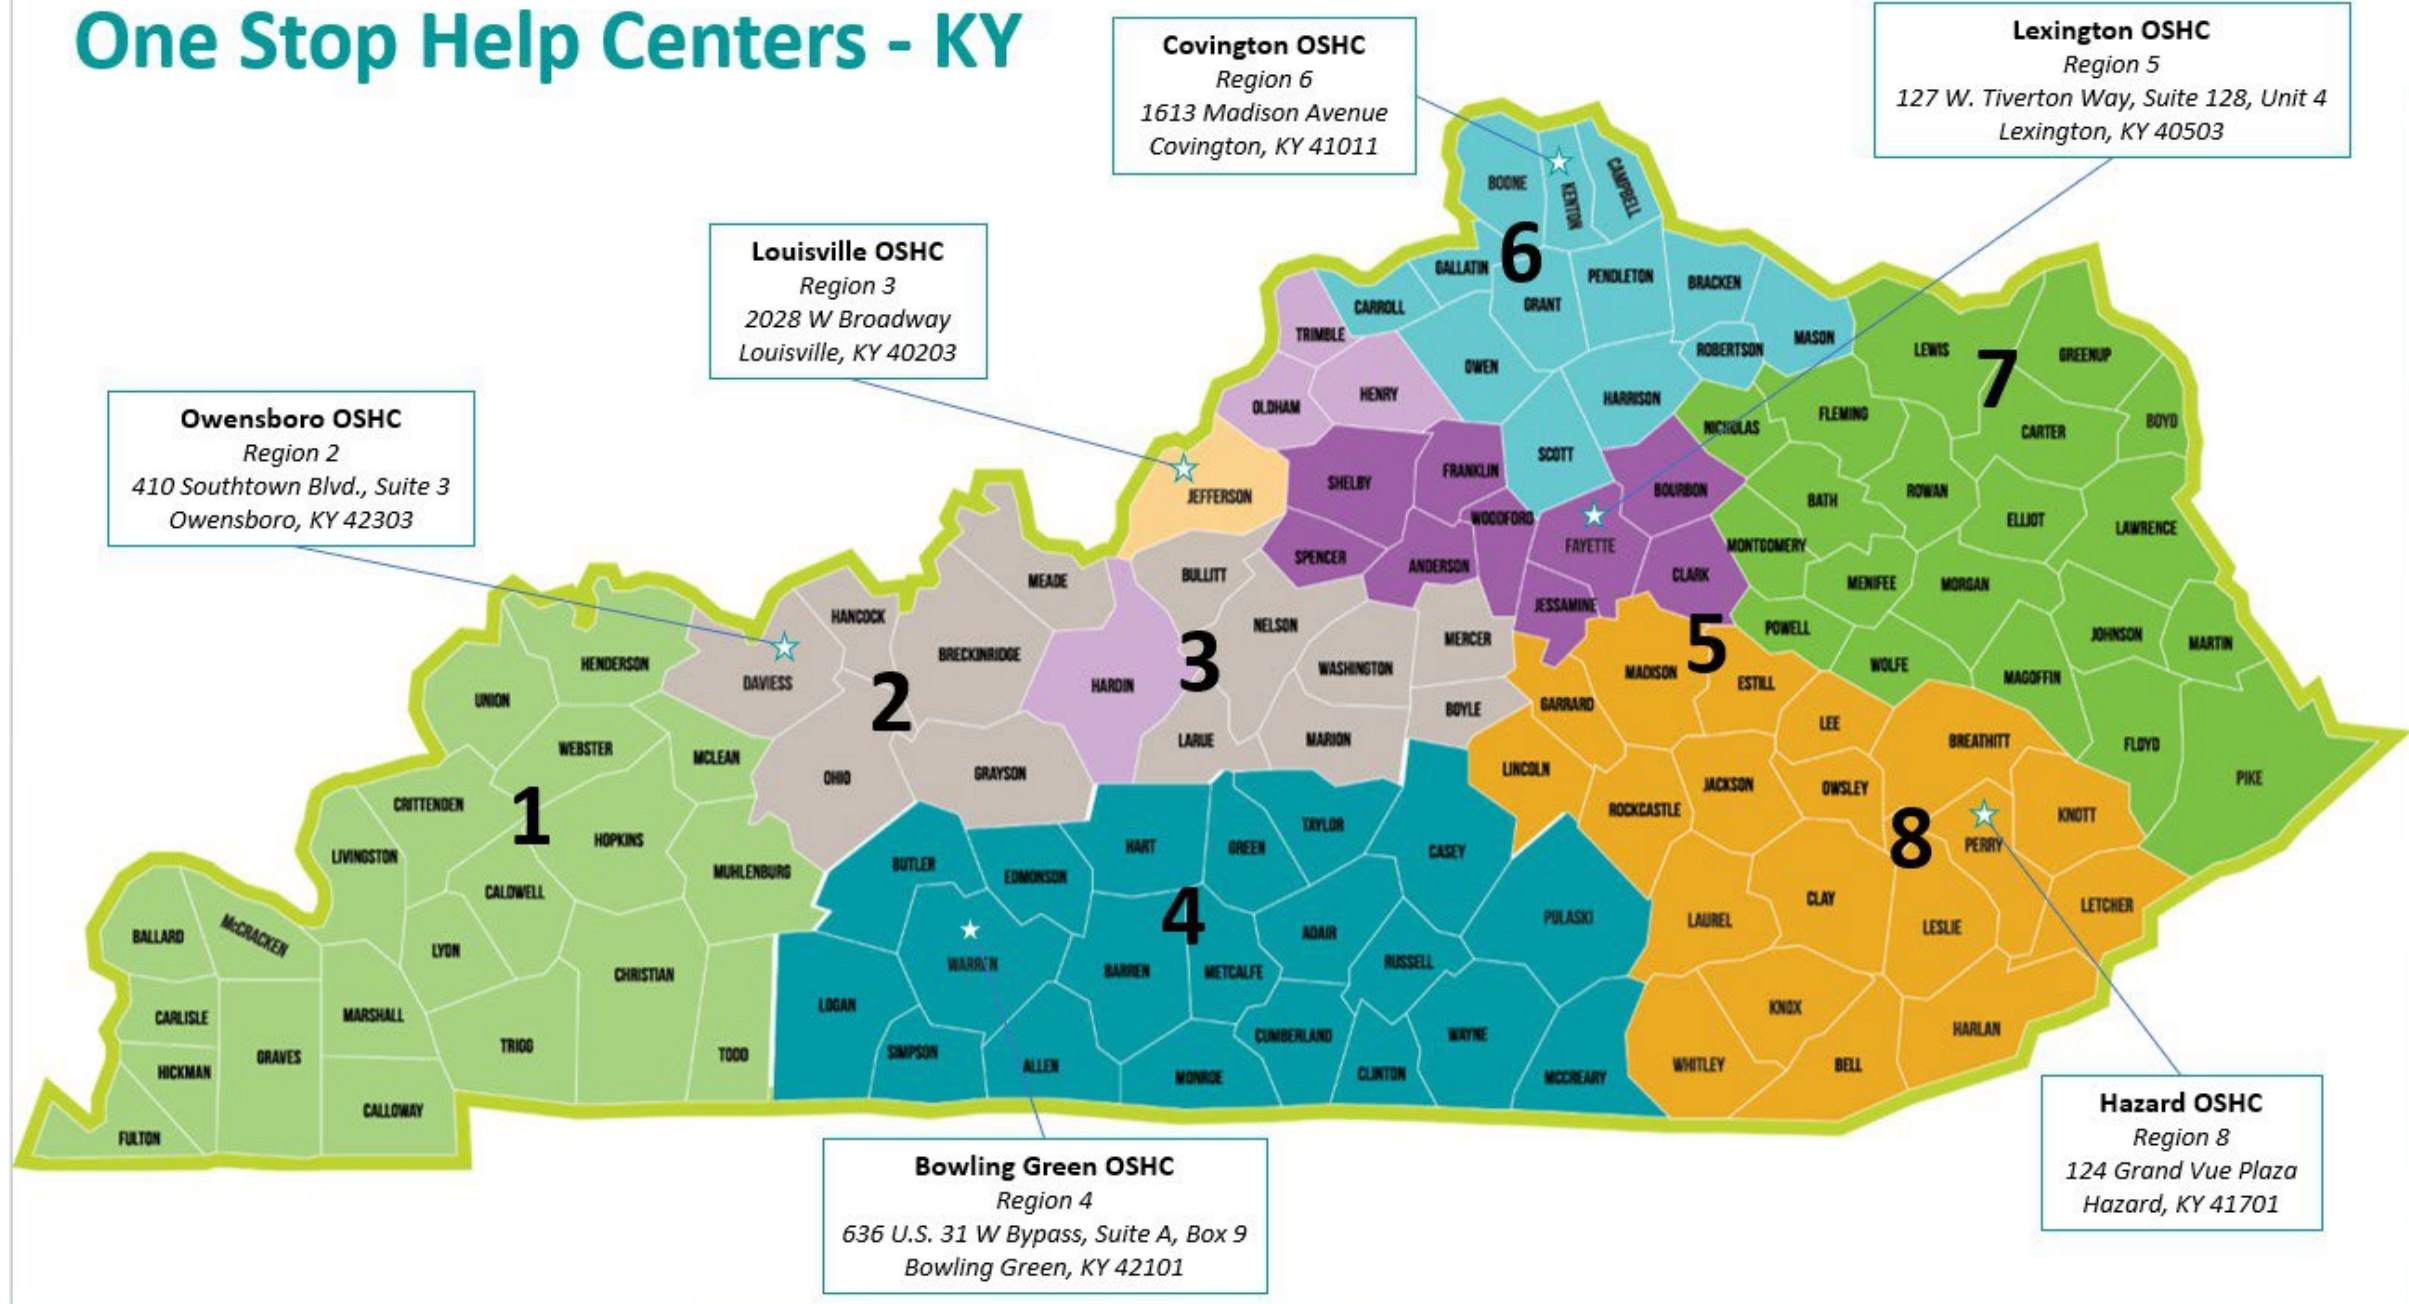 One Stop Help Centers - KY
Covington OSHC
Region 6
1613 Madison Avenue
Covington, KY 41011
Lexington OSHC
Region 5
127 W. Tiverton Way, Suite 128, Unit 4
Lexington, KY 40503
Louisville OSHC
Region 3
2028 W Broadway
Louisville, KY 40203
Owensboro OSHC
Region 2
410 Southtown Blvd., Suite 3
Owensboro, KY 42303
BOONE
KENTON
CAMPBELL
6
GALLATIN
PENDLETON
BRACKEN
CARROLL
GRANT
TRIMBLE
OWEN
ROBERTSON
MASON
LEWIS
7
GREENUP
OLDHAM
HENRY
HARRISON
NICHOLAS
FLEMING
CARTER
BOYD
JEFFERSON
SHELBY
FRANKLIN
SCOTT
BOURBON
BATH
ROWAN
ELLIOT
LAWRENCE
WOODFORD
FAYETTE
MONTGOMERY
SPENCER
ANDERSON
CLARK
MENIFEE
MORGAN
MEADE
BULLITT
JESSAMINE
HANCOCK
NELSON
MERCER
POWELL
JOHNSON
MARTIN
HENDERSON
DAVIESS
2
BRECKINRIDGE
HARDIN
3
WASHINGTON
MADISON
5
ESTILL
WOLFE
MAGOFFIN
UNION
GARRARD
BOYLE
LEE
BREATHITT
FLOYD
PIKE
WEBSTER
MCLEAN
OHIO
GRAYSON
LARUE
MARION
LINCOLN
JACKSON
OWSLEY
CRITTENDEN
1
HOPKINS
ROCKCASTLE
8
PERRY
KNOTT
LIVINGSTON
MUHLENBURG
BUTLER
EDMONSON
HART
GREEN
TAYLOR
CASEY
CALDWELL
4
PULASKI
LAUREL
CLAY
LESLIE
LETCHER
BALLARD
McCRACKEN
LYON
CHRISTIAN
WARREN
BARREN
METCALFE
ADAIR
RUSSELL
CARLISLE
MARSHALL
LOGAN
KNOX
HARLAN
HICKMAN
GRAVES
TRIGG
TODD
SIMPSON
ALLEN
CUMBERLAND
WAYNE
MONROE
CLINTON
MCCREARY
WHITLEY
BELL
CALLOWAY
FULTON
Bowling Green OSHC
Region 4
636 U.S. 31 W Bypass, Suite A, Box 9
Bowling Green, KY 42101
Hazard OSHC
Region 8
124 Grand Vue Plaza
Hazard, KY 41701